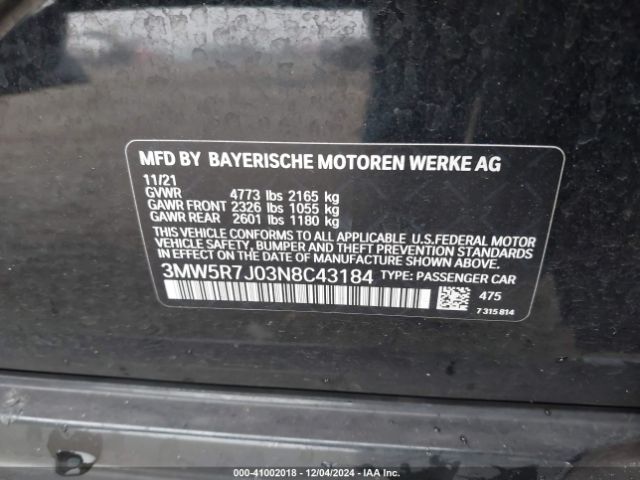 MFD BY BAYERISCHE MOTOREN WERKE AG
11/21
GVWR 4773 lbs 2165 kg
GAWR FRONT 2326 lbs 1055 kg
GAWR REAR 2601 lbs 1180 kg
THIS VEHICLE CONFORMS TO ALL APPLICABLE U.S.FEDERAL MOTOR
VEHICLE SAFETY, BUMPER, AND THEFT PREVENTION STANDARDS
IN EFFECT ON THE DATE OF MANUFACTURE SHOWN ABOVE.
3MW5R7J03N8C43184 TYPE: PASSENGER CAR
475
7 315 814
000-41002018 - 12/04/2024 - IAAI.COM